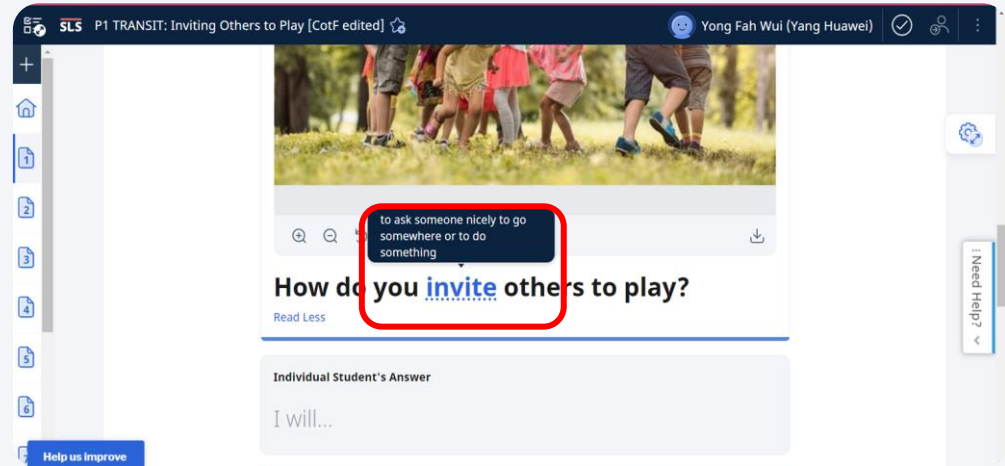 SLS P1 TRANSIT: Inviting Others to Play [CotF edited] Yong Fah Wui (Yang Huawei)
1
2
3
4
5
6
to ask someone nicely to go
somewhere or to do
something
How do you invite others to play?
Read Less
Individual Student's Answer
I will...
Need Help?
Help us improve